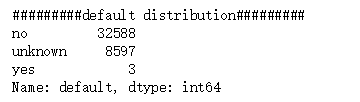 #########default distribution#########
no          32588
unknown      8597
yes             3
Name: default, dtype: int64